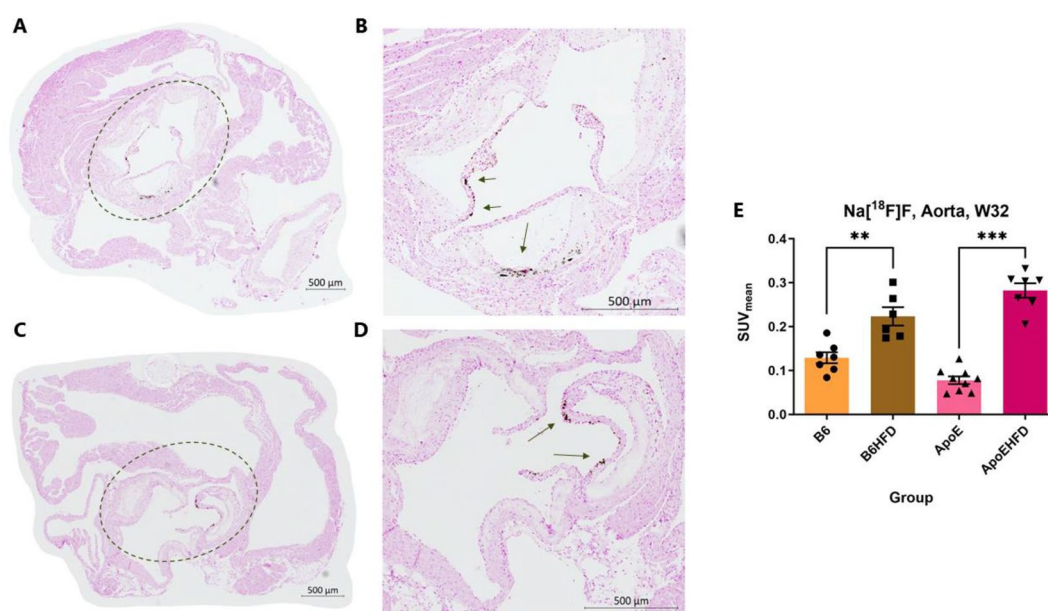 A
B
500 µm
500 µm
C
D
500 µm
500 µm
E
Na[¹⁸F]F, Aorta, W32
**
***
SUVmean
0.4
0.3
0.2
0.1
0.0
B6
B6HFD
ApoE
ApoEHFD
Group